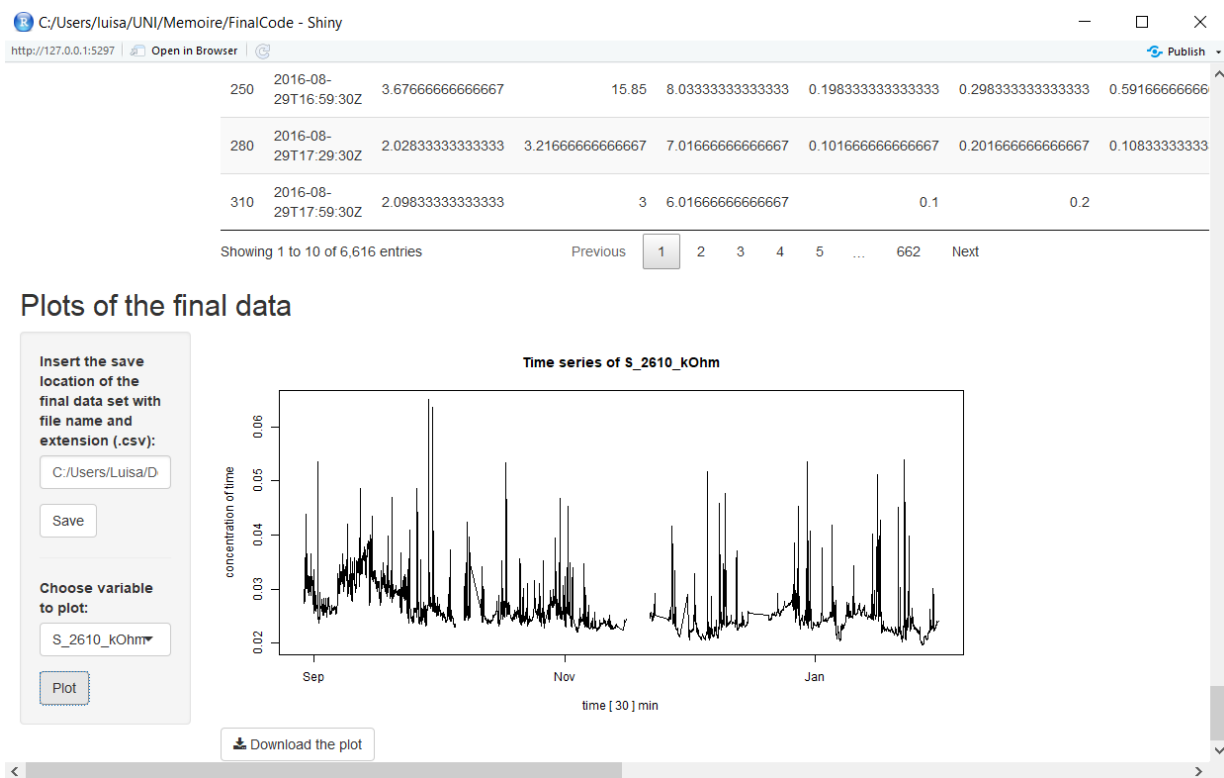 C:/Users/luisa/UNI/Memoire/FinalCode - Shiny
http://127.0.0.1:5297 Open in Browser Publish
250 2016-08-29T16:59:30Z 3.67666666666667 15.85 8.03333333333333 0.198333333333333 0.298333333333333 0.59166666666
280 2016-08-29T17:29:30Z 2.02833333333333 3.21666666666667 7.01666666666667 0.101666666666667 0.201666666666667 0.10833333333
310 2016-08-29T17:59:30Z 2.09833333333333 3 6.01666666666667 0.1 0.2
Showing 1 to 10 of 6,616 entries Previous 1 2 3 4 5 … 662 Next
Plots of the final data
Insert the save
location of the
final data set with
file name and
extension (.csv):
C:/Users/Luisa/D
Save
Choose variable
to plot:
S_2610_kOhm
Plot
Time series of S_2610_kOhm
concentration of time
0.02 0.03 0.04 0.05 0.06
Sep Nov Jan
time [ 30 ] min
Download the plot